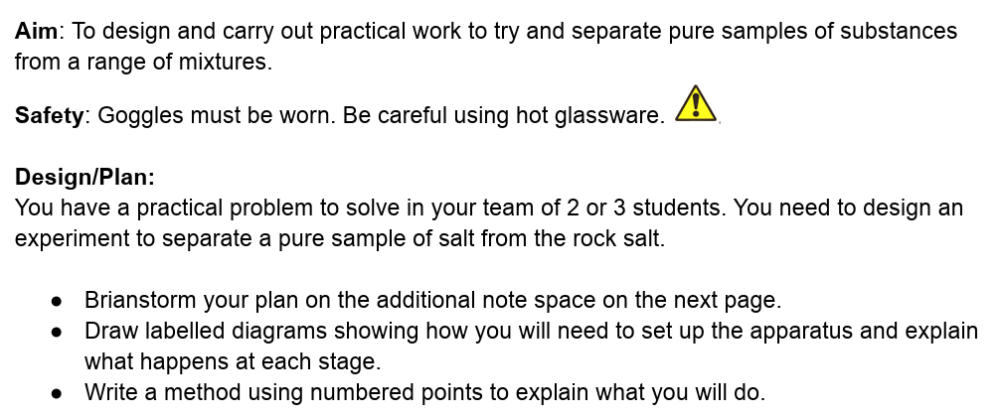 Aim: To design and carry out practical work to try and separate pure samples of substances
from a range of mixtures.
Safety: Goggles must be worn. Be careful using hot glassware.
Design/Plan:
You have a practical problem to solve in your team of 2 or 3 students. You need to design an
experiment to separate a pure sample of salt from the rock salt.
● Brianstorm your plan on the additional note space on the next page.
● Draw labelled diagrams showing how you will need to set up the apparatus and explain
what happens at each stage.
● Write a method using numbered points to explain what you will do.